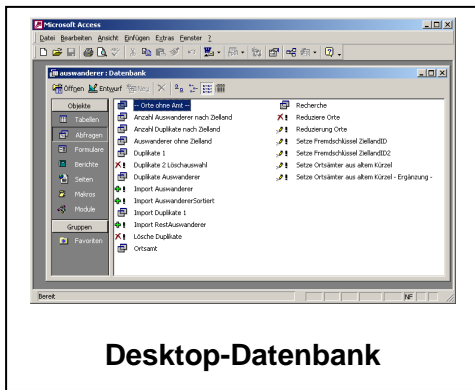 Microsoft Access
Datei Bearbeiten Ansicht Einfügen Extras Fenster ?
auswanderer : Datenbank
Öffnen Entwurf Neu
Objekte
Tabellen
Abfragen
Formulare
Berichte
Seiten
Makros
Module
Gruppen
Favoriten
-- Orte ohne Amt --
Anzahl Auswanderer nach Zielland
Anzahl Duplikate nach Zielland
Auswanderer ohne Zielland
Duplikate 1
Duplikate 2 Löschauswahl
Duplikate Auswanderer
Import Auswanderer
Import AuswandererSortiert
Import Duplikate 1
Import RestAuswanderer
Lösche Duplikate
Ortsamt
Recherche
Reduziere Orte
Reduzierung Orte
Setze Fremdschlüssel ZiellandID
Setze Fremdschlüssel ZiellandID2
Setze Ortsämter aus altem Kürzel
Setze Ortsämter aus altem Kürzel - Ergänzung -
Bereit
NF
Desktop-Datenbank